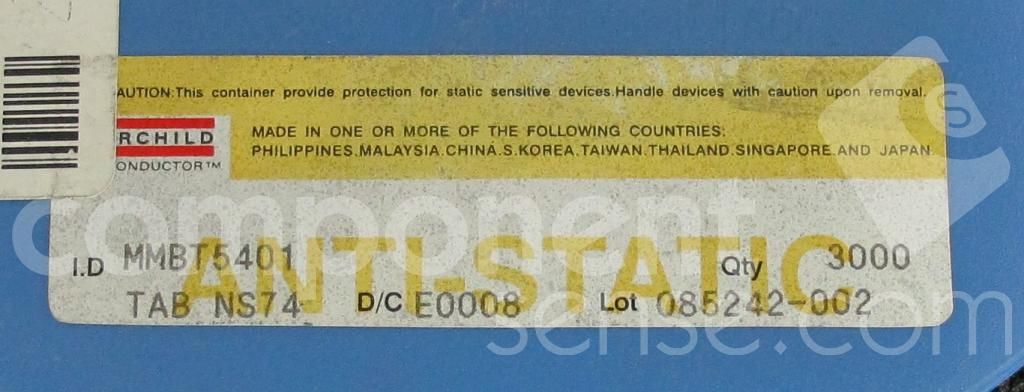 AUTION:This container provide protection for static sensitive devices.Handle devices with caution upon removal.
RCHILD
ONDUCTOR™
MADE IN ONE OR MORE OF THE FOLLOWING COUNTRIES:
PHILIPPINES.MALAYSIA.CHINA.S.KOREA.TAIWAN.THAILAND.SINGAPORE.AND JAPAN
component
ANTI-STATIC
I.D MMBT5401 Qty 3000
TAB NS74 D/C E0008 Lot 085242-002
sense.com